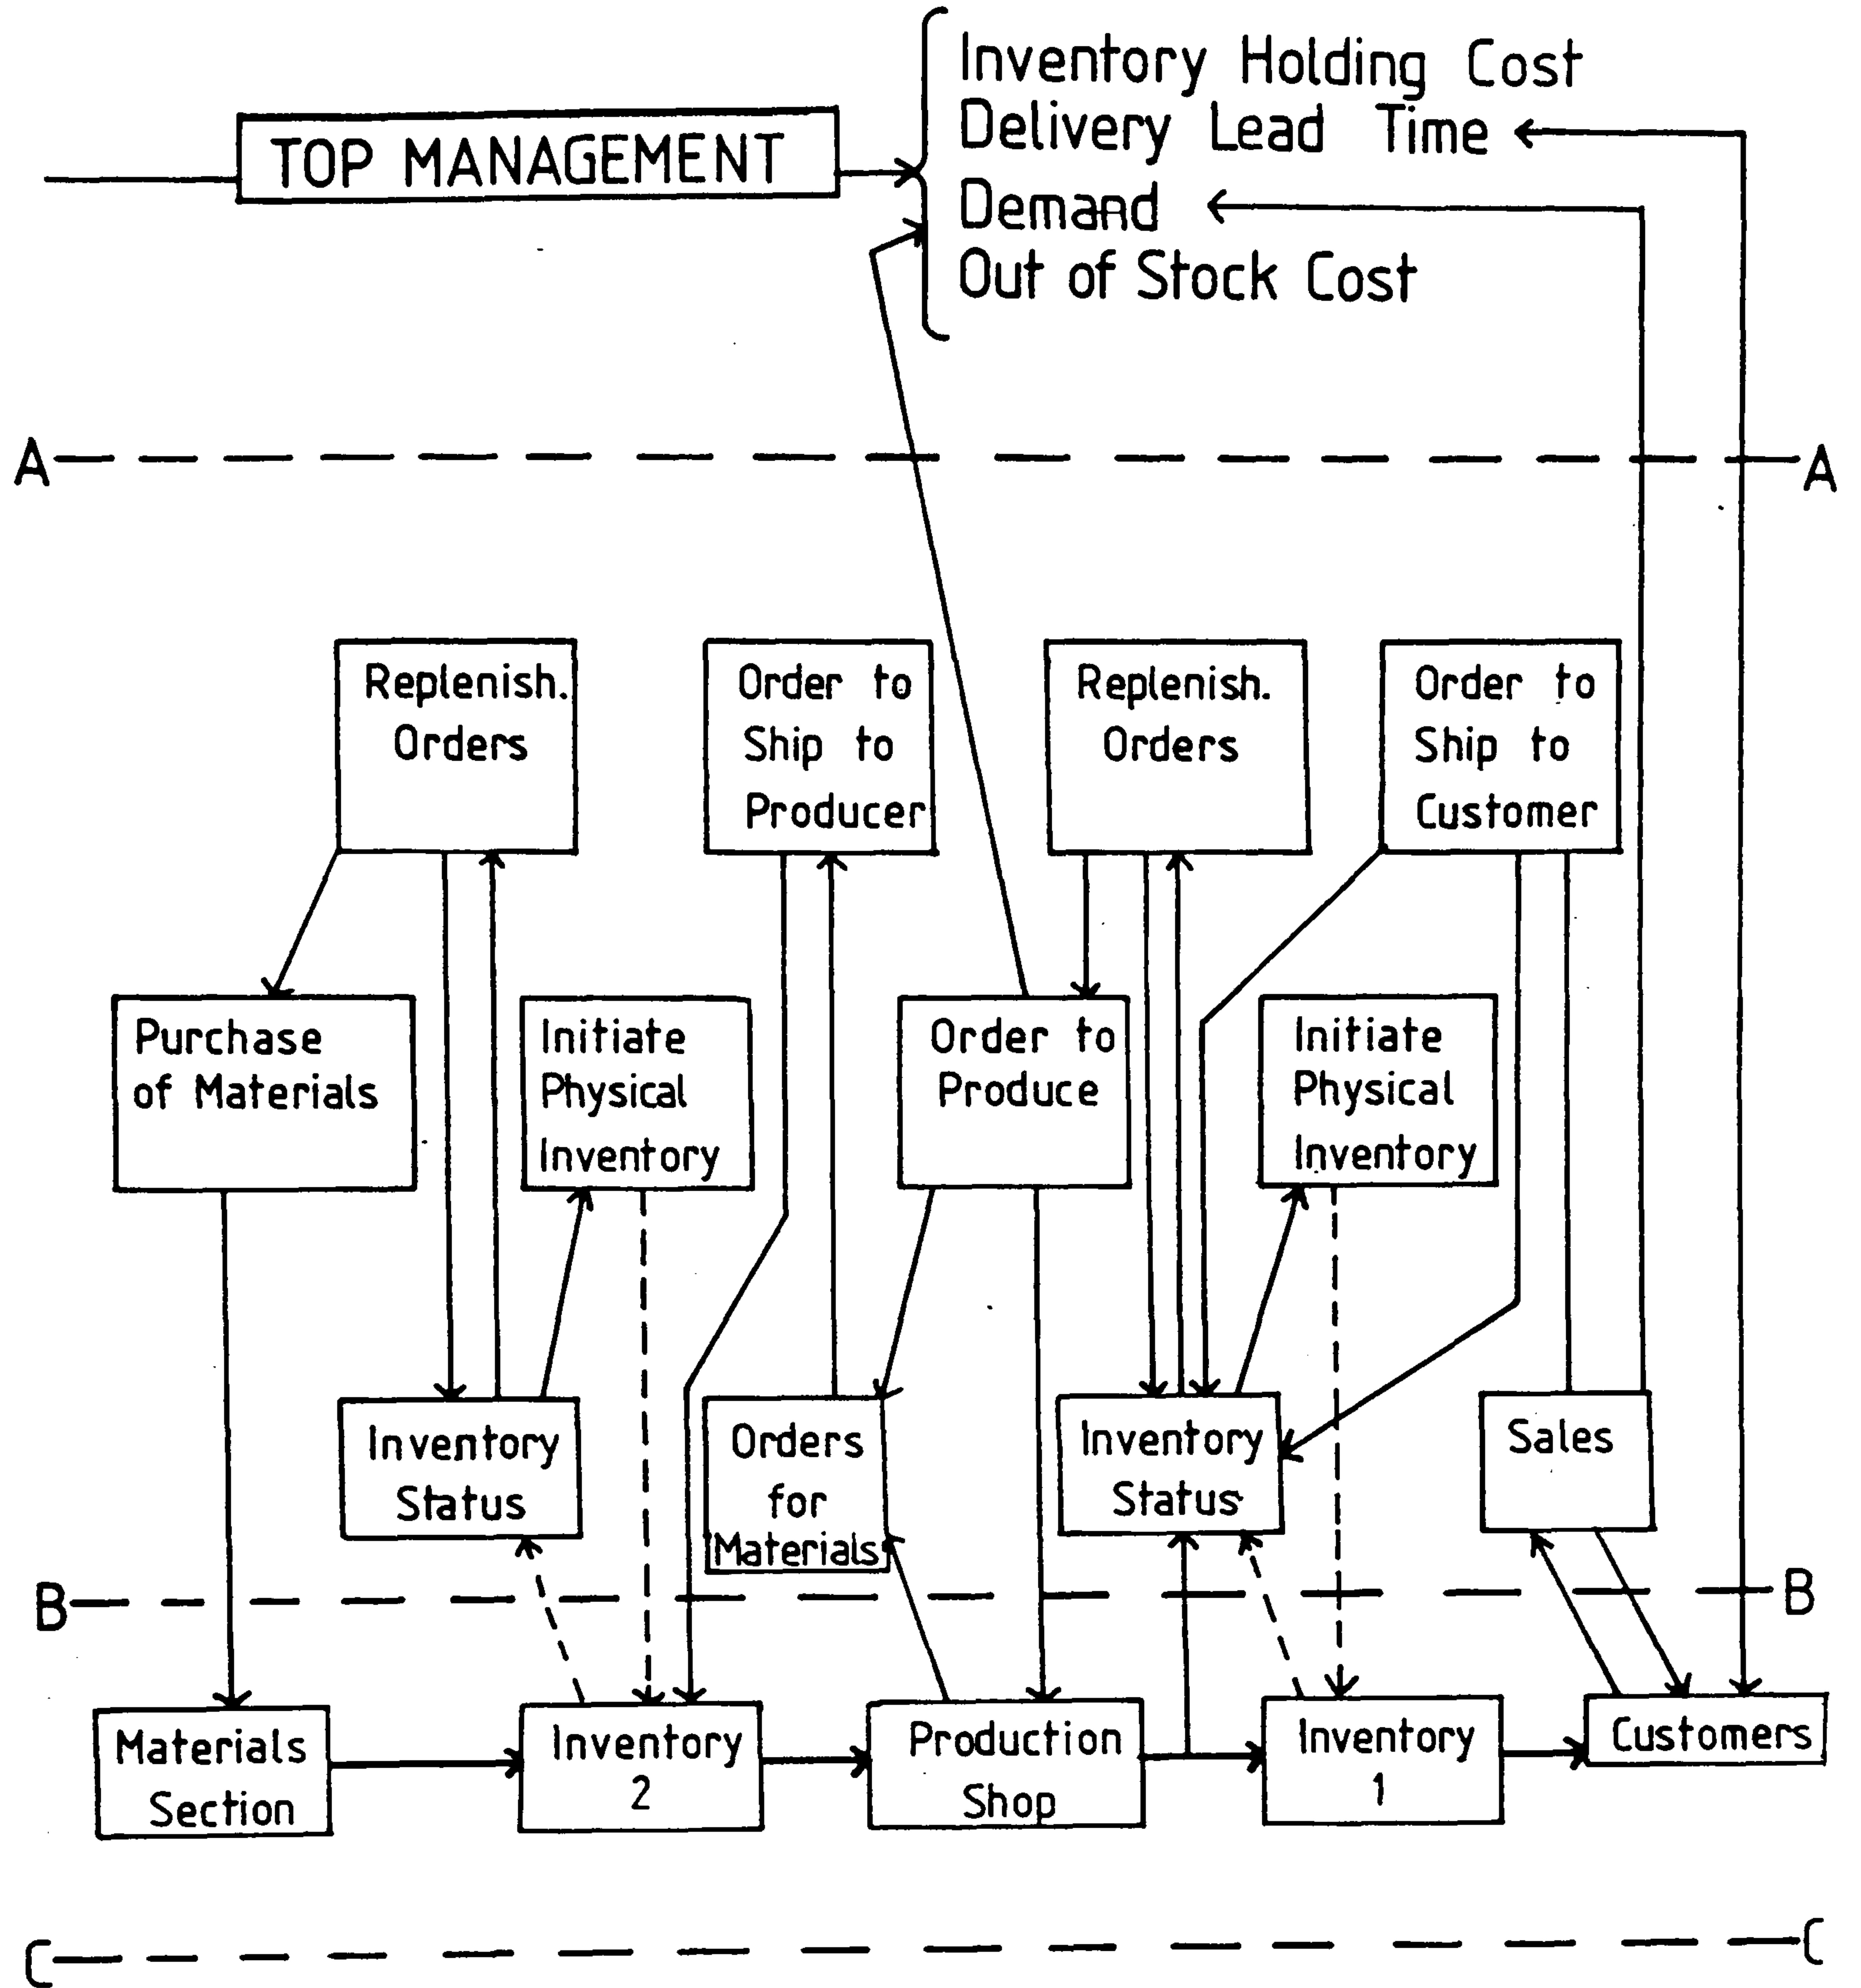 Inventory Holding Cost
TOP MANAGEMENT
Delivery Lead Time
Demand
Out of Stock Cost
A
A
Replenish.
Orders
Order to
Ship to
Producer
Replenish.
Orders
Order to
Ship to
Customer
Purchase
of Materials
Initiate
Physical
Inventory
Order to
Produce
Initiate
Physical
Inventory
Inventory
Status
Orders
for
Materials
Inventory
Status
Sales
B
B
Materials
Section
Inventory
2
Production
Shop
Inventory
1
Customers
C
C